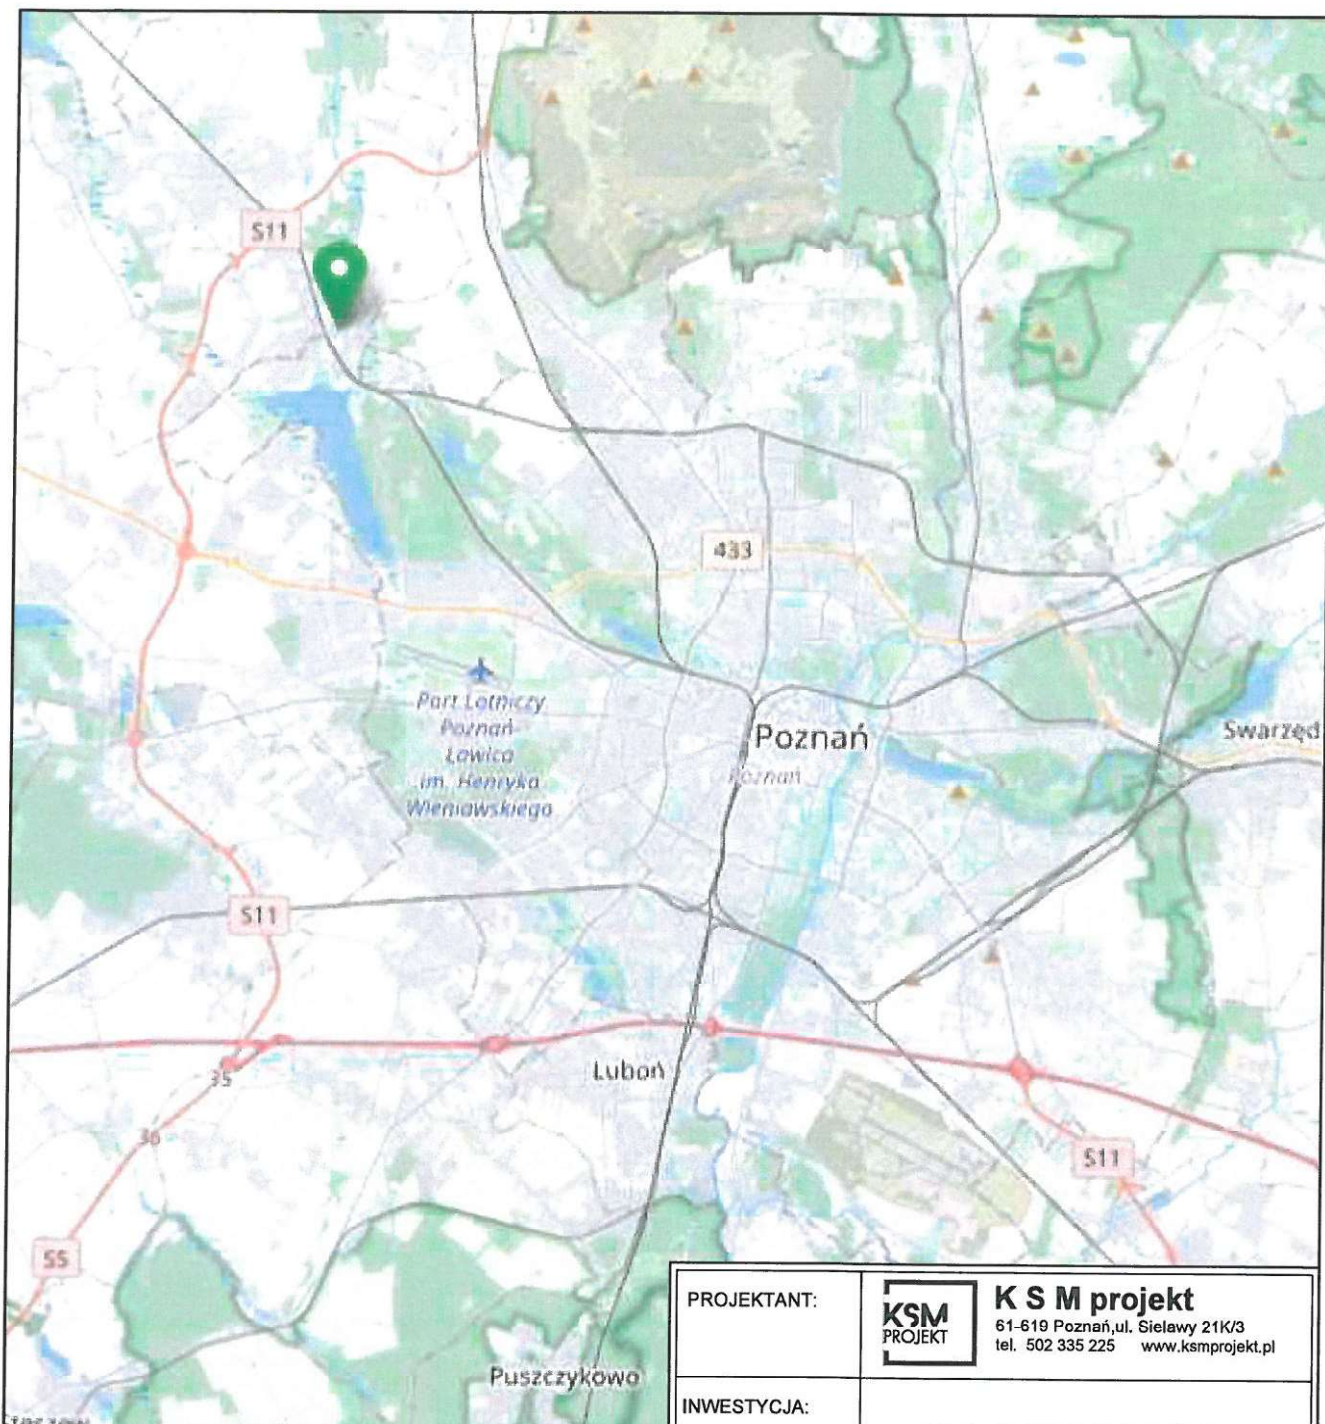 S11
433
Port Lotniczy
Poznań-
Ławica
im. Henryka
Wieniawskiego
Poznań
Poznań
Swarzęd
S11
Luboń
35
36
S11
S5
Puszczykowo
PROJEKTANT:
KSM
PROJEKT
K S M projekt
61-619 Poznań,ul. Sielawy 21K/3
tel. 502 335 225 www.ksmprojekt.pl
INWESTYCJA: